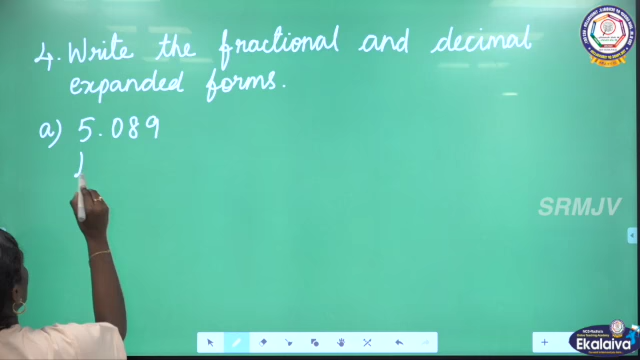 4. Write the fractional and decimal
expanded forms.
a) 5.089
SRMJV
Ekalaiva